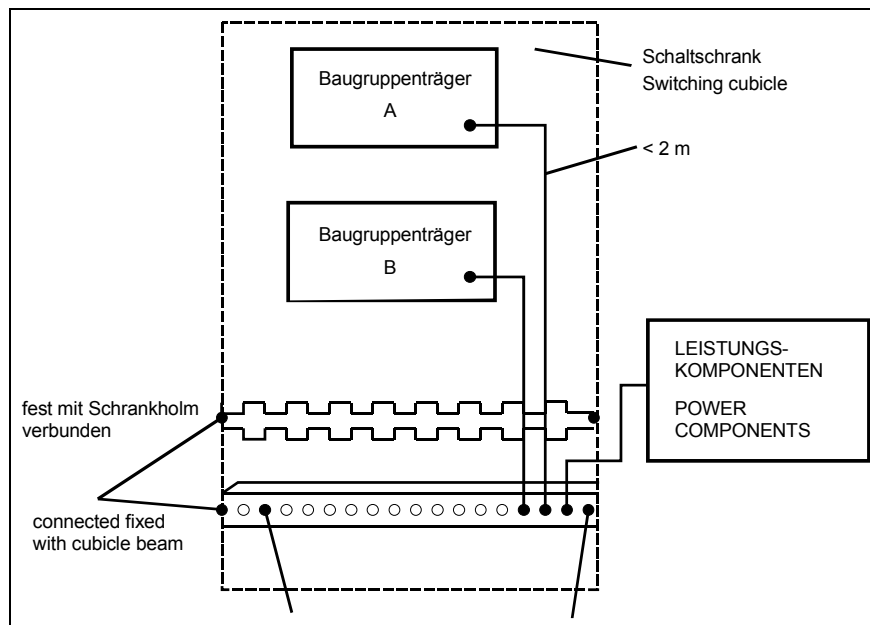 Schaltschrank
Switching cubicle
Baugruppenträger
A
< 2 m
Baugruppenträger
B
LEISTUNGS-
KOMPONENTEN
POWER
COMPONENTS
fest mit Schrankholm
verbunden
connected fixed
with cubicle beam